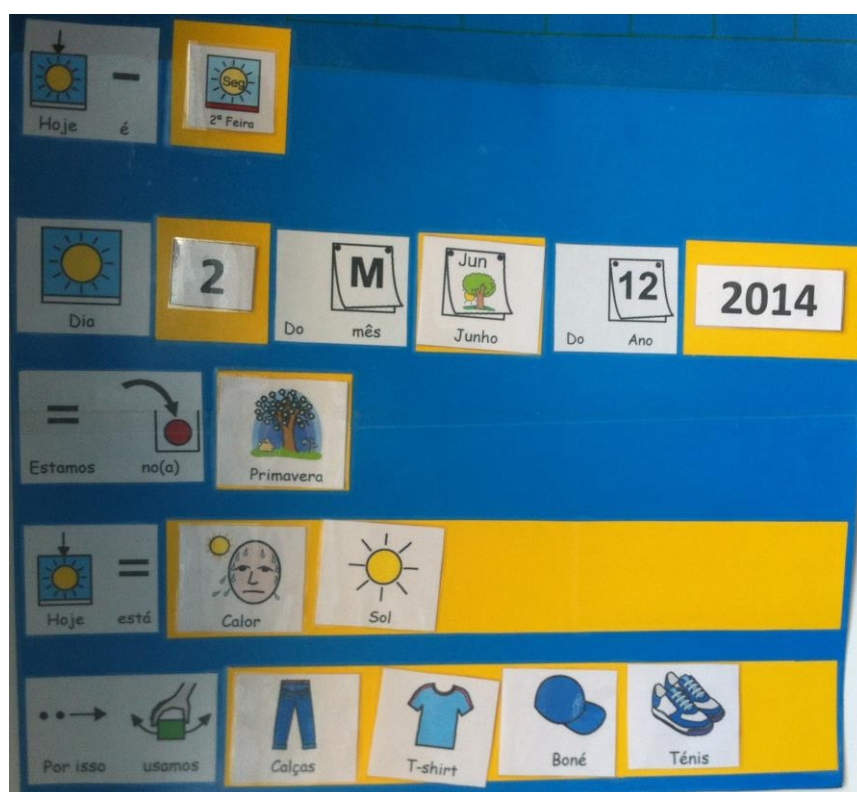 Seg
Hoje é 2ª Feira
M Jun 12
2 2014
Dia Do mês Junho Do Ano
Estamos no(a) Primavera
Hoje está Calor Sol
Por isso usamos Calças T-shirt Boné Ténis